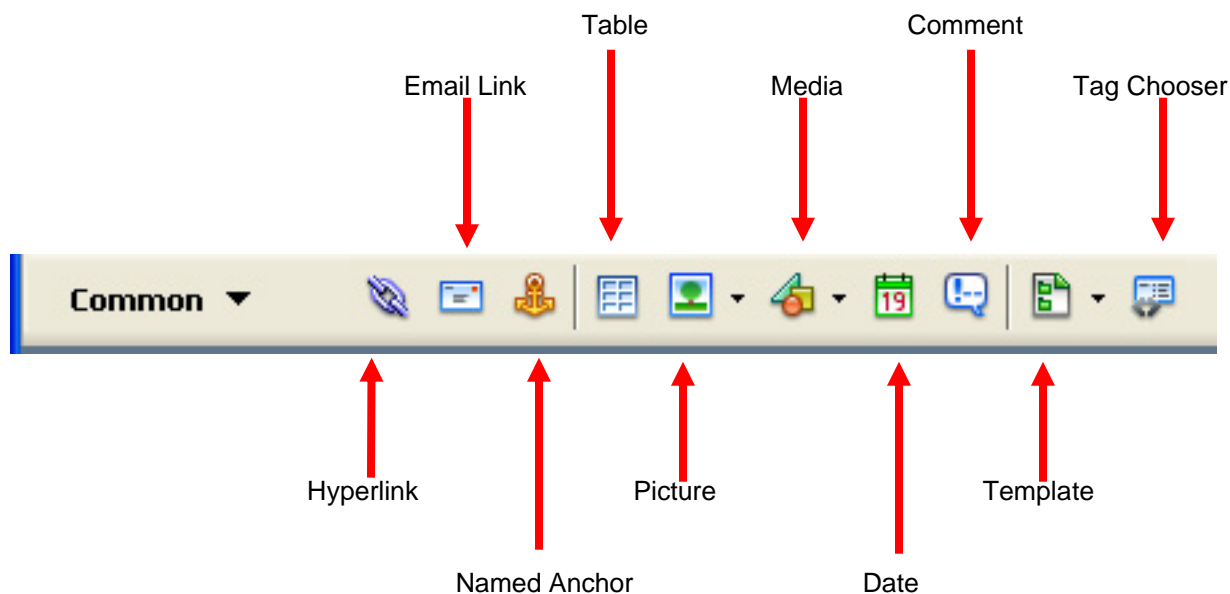 Table
Comment
Email Link
Media
Tag Chooser
Common
19
Hyperlink
Picture
Template
Named Anchor
Date